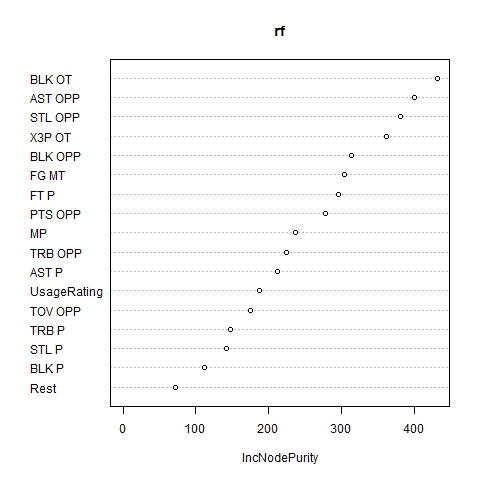 rf
BLK OT
AST OPP
STL OPP
X3P OT
BLK OPP
FG MT
FT P
PTS OPP
MP
TRB OPP
AST P
UsageRating
TOV OPP
TRB P
STL P
BLK P
Rest
0 100 200 300 400
IncNodePurity